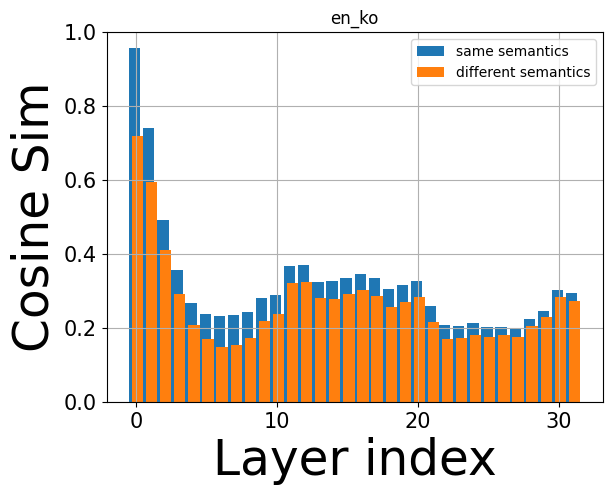 en_ko
same semantics
different semantics
Cosine Sim
1.0
0.8
0.6
0.4
0.2
0.0
0 10 20 30
Layer index